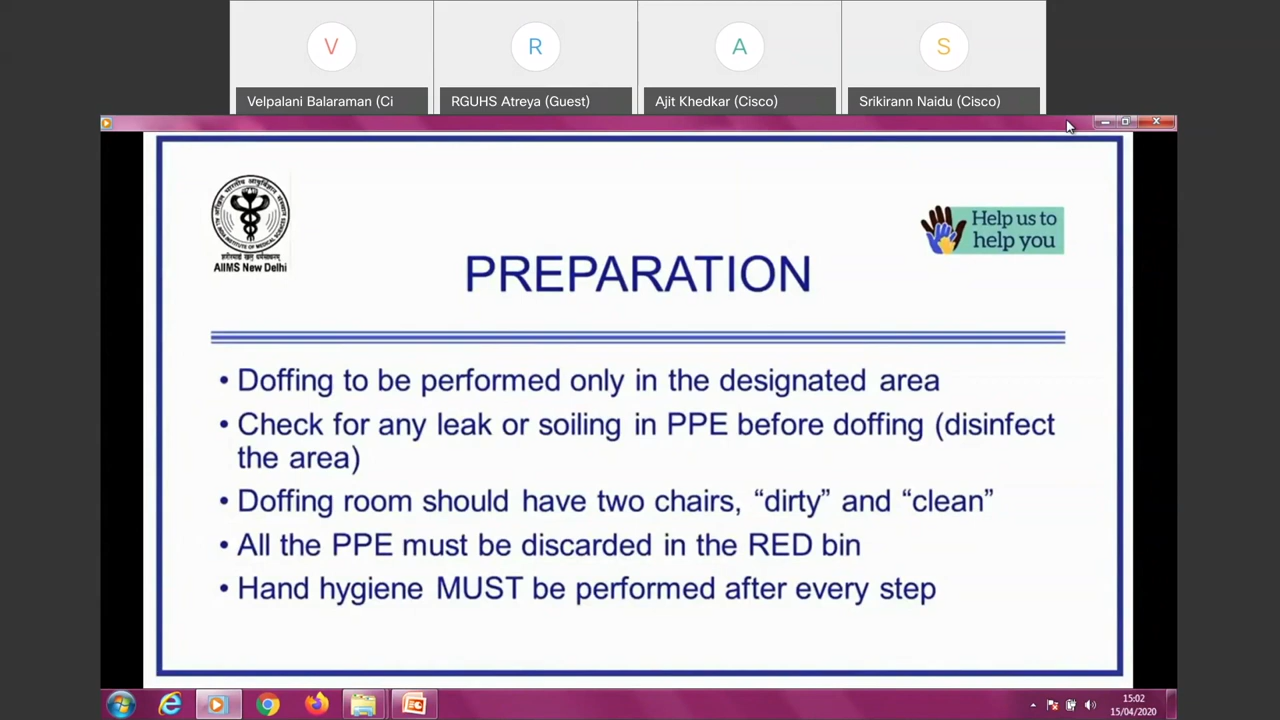 V
R
A
S
Velpalani Balaraman (Ci
RGUHS Atreya (Guest)
Ajit Khedkar (Cisco)
Srikirann Naidu (Cisco)
AIIMS New Delhi
Help us to
help you
PREPARATION
• Doffing to be performed only in the designated area
• Check for any leak or soiling in PPE before doffing (disinfect
the area)
• Doffing room should have two chairs, “dirty” and “clean”
• All the PPE must be discarded in the RED bin
• Hand hygiene MUST be performed after every step
15:02
15/04/2020